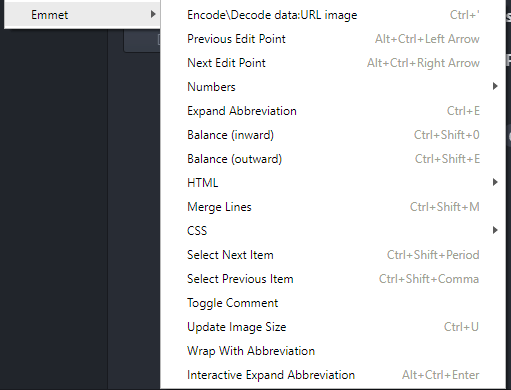 Emmet
Encode\Decode data:URL image Ctrl+'
Previous Edit Point Alt+Ctrl+Left Arrow
Next Edit Point Alt+Ctrl+Right Arrow
Numbers
Expand Abbreviation Ctrl+E
Balance (inward) Ctrl+Shift+0
Balance (outward) Ctrl+Shift+E
HTML
Merge Lines Ctrl+Shift+M
CSS
Select Next Item Ctrl+Shift+Period
Select Previous Item Ctrl+Shift+Comma
Toggle Comment
Update Image Size Ctrl+U
Wrap With Abbreviation
Interactive Expand Abbreviation Alt+Ctrl+Enter